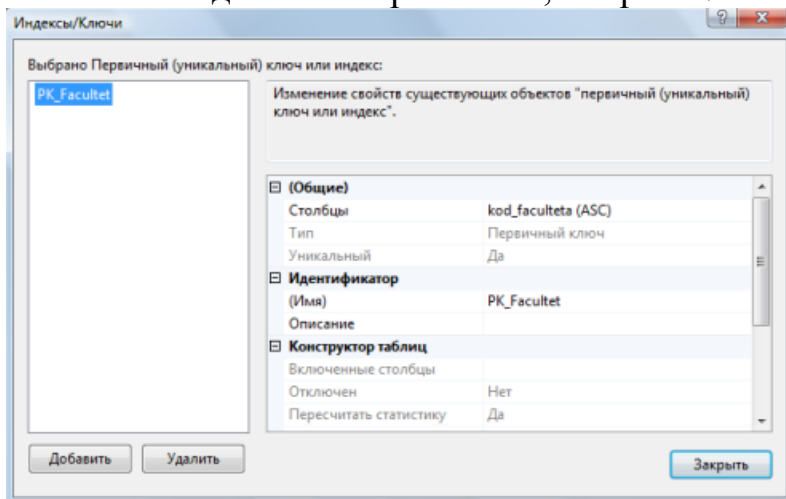 Индексы/Ключи
Выбрано Первичный (уникальный) ключ или индекс:
PK_Facultet
Изменение свойств существующих объектов "первичный (уникальный)
ключ или индекс".
(Общие)
Столбцы kod_faculteta (ASC)
Тип Первичный ключ
Уникальный Да
Идентификатор
(Имя) PK_Facultet
Описание
Конструктор таблиц
Включенные столбцы
Отключен Нет
Пересчитать статистику Да
Добавить Удалить
Закрыть